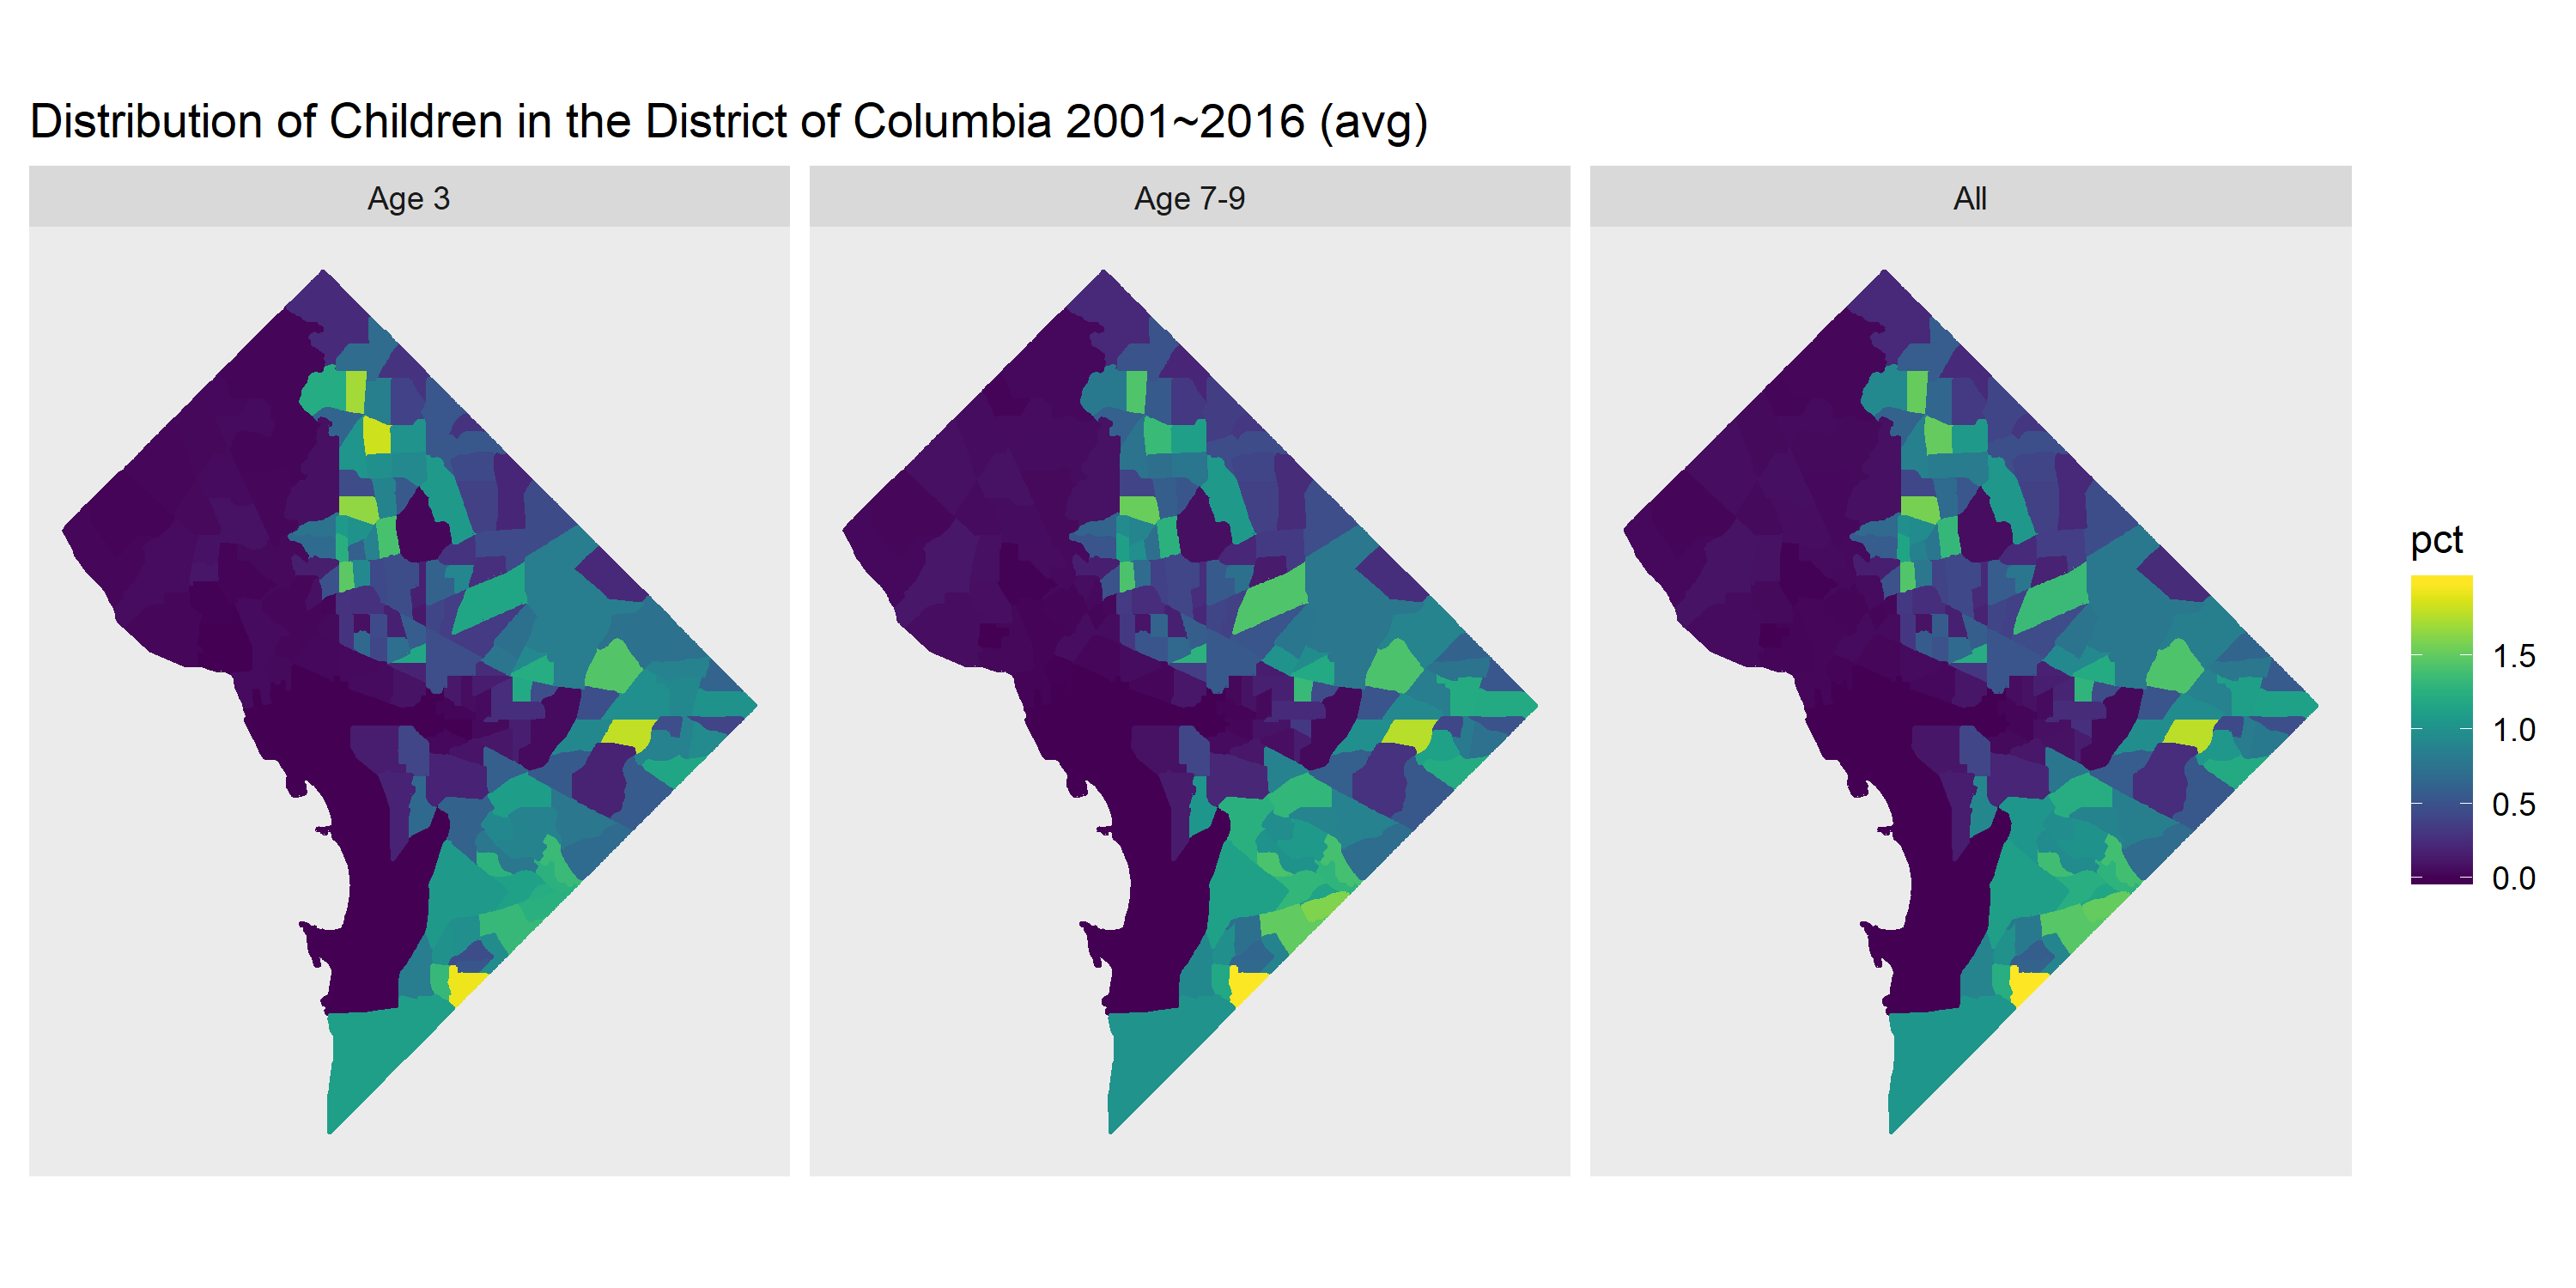 Distribution of Children in the District of Columbia 2001~2016 (avg)
Age 3
Age 7-9
All
pct
1.5
1.0
0.5
0.0